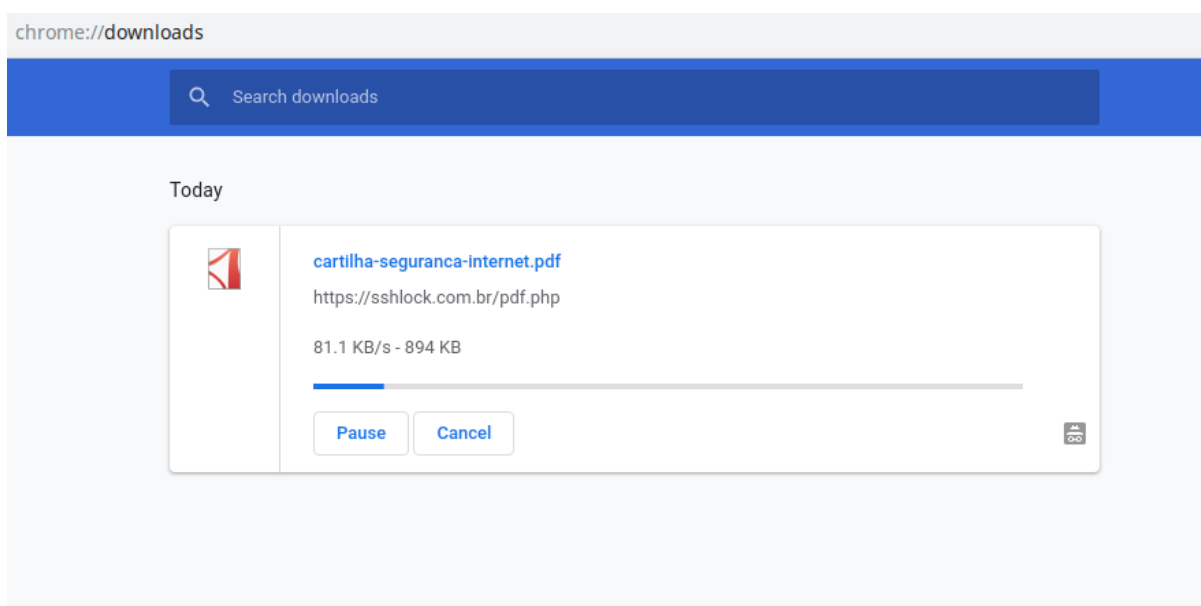 chrome://downloads
Search downloads
Today
cartilha-seguranca-internet.pdf
https://sshlock.com.br/pdf.php
81.1 KB/s - 894 KB
Pause Cancel